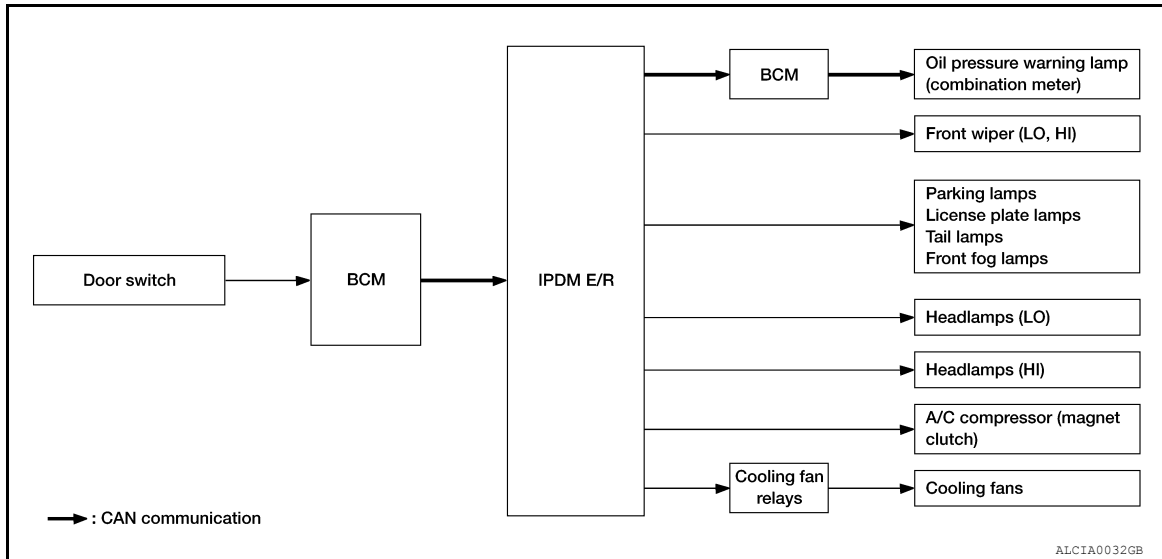 Door switch
BCM
IPDM E/R
BCM
Oil pressure warning lamp
(combination meter)
Front wiper (LO, HI)
Parking lamps
License plate lamps
Tail lamps
Front fog lamps
Headlamps (LO)
Headlamps (HI)
A/C compressor (magnet
clutch)
Cooling fan
relays
Cooling fans
: CAN communication
ALCIA0032GB